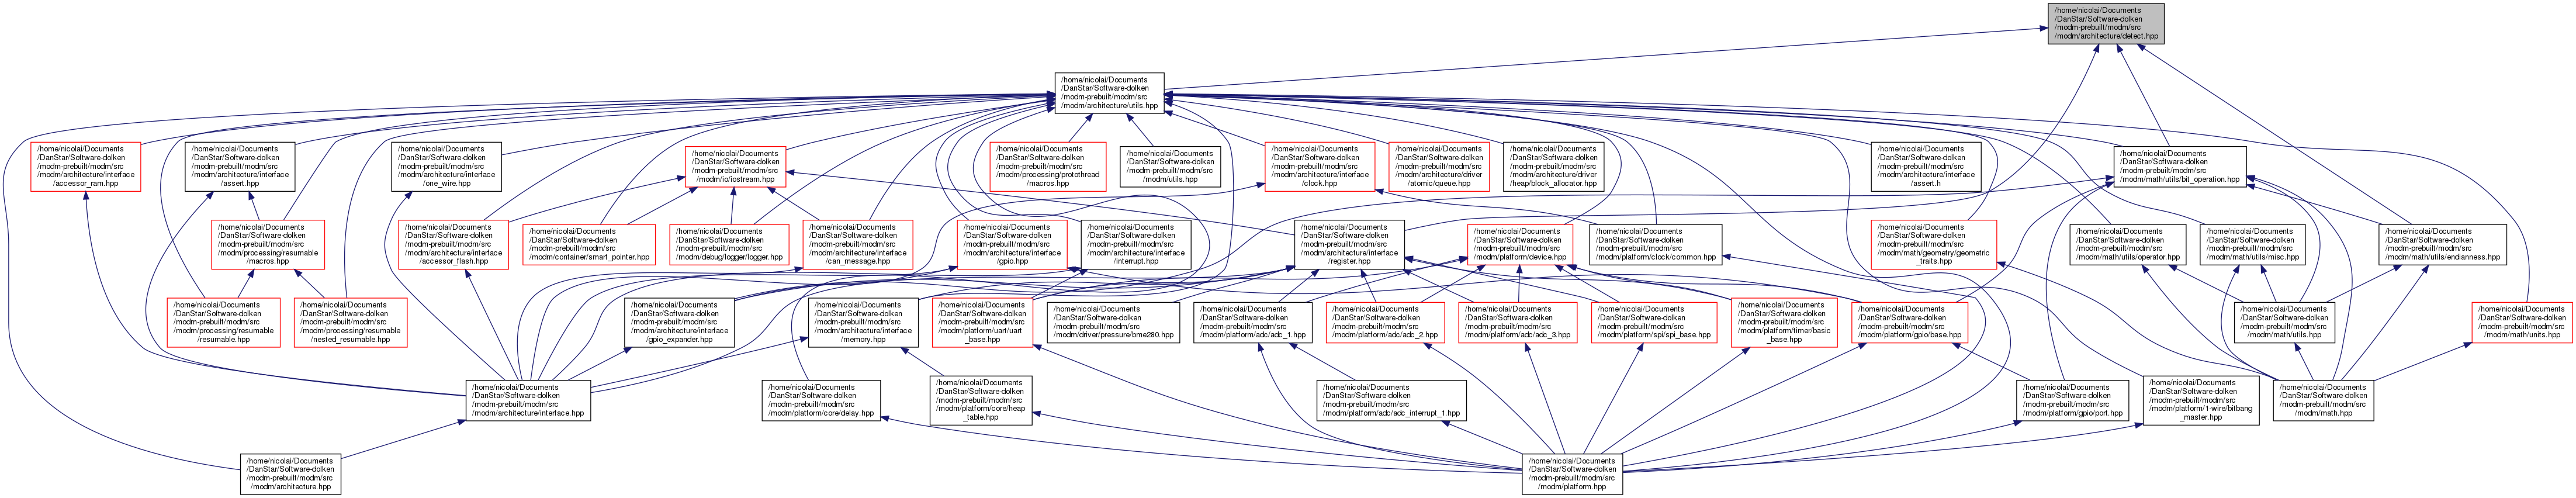 /home/nicolai/Documents
/DanStar/Software-dolken
/modm-prebuilt/modm/src
/modm/architecture/detect.hpp
/home/nicolai/Documents
/DanStar/Software-dolken
/modm-prebuilt/modm/src
/modm/architecture/utils.hpp
/home/nicolai/Documents
/DanStar/Software-dolken
/modm-prebuilt/modm/src
/modm/architecture/interface
/accessor_ram.hpp
/home/nicolai/Documents
/DanStar/Software-dolken
/modm-prebuilt/modm/src
/modm/architecture/interface
/assert.hpp
/home/nicolai/Documents
/DanStar/Software-dolken
/modm-prebuilt/modm/src
/modm/architecture/interface
/one_wire.hpp
/home/nicolai/Documents
/DanStar/Software-dolken
/modm-prebuilt/modm/src
/modm/io/iostream.hpp
/home/nicolai/Documents
/DanStar/Software-dolken
/modm-prebuilt/modm/src
/modm/processing/protothread
/macros.hpp
/home/nicolai/Documents
/DanStar/Software-dolken
/modm-prebuilt/modm/src
/modm/utils.hpp
/home/nicolai/Documents
/DanStar/Software-dolken
/modm-prebuilt/modm/src
/modm/architecture/interface
/clock.hpp
/home/nicolai/Documents
/DanStar/Software-dolken
/modm-prebuilt/modm/src
/modm/architecture/driver
/atomic/queue.hpp
/home/nicolai/Documents
/DanStar/Software-dolken
/modm-prebuilt/modm/src
/modm/architecture/driver
/heap/block_allocator.hpp
/home/nicolai/Documents
/DanStar/Software-dolken
/modm-prebuilt/modm/src
/modm/architecture/interface
/assert.h
/home/nicolai/Documents
/DanStar/Software-dolken
/modm-prebuilt/modm/src
/modm/math/utils/bit_operation.hpp
/home/nicolai/Documents
/DanStar/Software-dolken
/modm-prebuilt/modm/src
/modm/processing/resumable
/macros.hpp
/home/nicolai/Documents
/DanStar/Software-dolken
/modm-prebuilt/modm/src
/modm/architecture/interface
/accessor_flash.hpp
/home/nicolai/Documents
/DanStar/Software-dolken
/modm-prebuilt/modm/src
/modm/container/smart_pointer.hpp
/home/nicolai/Documents
/DanStar/Software-dolken
/modm-prebuilt/modm/src
/modm/debug/logger/logger.hpp
/home/nicolai/Documents
/DanStar/Software-dolken
/modm-prebuilt/modm/src
/modm/architecture/interface
/can_message.hpp
/home/nicolai/Documents
/DanStar/Software-dolken
/modm-prebuilt/modm/src
/modm/architecture/interface
/gpio.hpp
/home/nicolai/Documents
/DanStar/Software-dolken
/modm-prebuilt/modm/src
/modm/architecture/interface
/interrupt.hpp
/home/nicolai/Documents
/DanStar/Software-dolken
/modm-prebuilt/modm/src
/modm/architecture/interface
/register.hpp
/home/nicolai/Documents
/DanStar/Software-dolken
/modm-prebuilt/modm/src
/modm/platform/device.hpp
/home/nicolai/Documents
/DanStar/Software-dolken
/modm-prebuilt/modm/src
/modm/platform/clock/common.hpp
/home/nicolai/Documents
/DanStar/Software-dolken
/modm-prebuilt/modm/src
/modm/math/geometry/geometric
_traits.hpp
/home/nicolai/Documents
/DanStar/Software-dolken
/modm-prebuilt/modm/src
/modm/math/utils/operator.hpp
/home/nicolai/Documents
/DanStar/Software-dolken
/modm-prebuilt/modm/src
/modm/math/utils/misc.hpp
/home/nicolai/Documents
/DanStar/Software-dolken
/modm-prebuilt/modm/src
/modm/math/utils/endianness.hpp
/home/nicolai/Documents
/DanStar/Software-dolken
/modm-prebuilt/modm/src
/modm/processing/resumable
/resumable.hpp
/home/nicolai/Documents
/DanStar/Software-dolken
/modm-prebuilt/modm/src
/modm/processing/resumable
/nested_resumable.hpp
/home/nicolai/Documents
/DanStar/Software-dolken
/modm-prebuilt/modm/src
/modm/architecture/interface
/gpio_expander.hpp
/home/nicolai/Documents
/DanStar/Software-dolken
/modm-prebuilt/modm/src
/modm/architecture/interface
/memory.hpp
/home/nicolai/Documents
/DanStar/Software-dolken
/modm-prebuilt/modm/src
/modm/platform/uart/uart
_base.hpp
/home/nicolai/Documents
/DanStar/Software-dolken
/modm-prebuilt/modm/src
/modm/driver/pressure/bme280.hpp
/home/nicolai/Documents
/DanStar/Software-dolken
/modm-prebuilt/modm/src
/modm/platform/adc/adc_1.hpp
/home/nicolai/Documents
/DanStar/Software-dolken
/modm-prebuilt/modm/src
/modm/platform/adc/adc_2.hpp
/home/nicolai/Documents
/DanStar/Software-dolken
/modm-prebuilt/modm/src
/modm/platform/adc/adc_3.hpp
/home/nicolai/Documents
/DanStar/Software-dolken
/modm-prebuilt/modm/src
/modm/platform/spi/spi_base.hpp
/home/nicolai/Documents
/DanStar/Software-dolken
/modm-prebuilt/modm/src
/modm/platform/timer/basic
_base.hpp
/home/nicolai/Documents
/DanStar/Software-dolken
/modm-prebuilt/modm/src
/modm/platform/gpio/base.hpp
/home/nicolai/Documents
/DanStar/Software-dolken
/modm-prebuilt/modm/src
/modm/math/utils.hpp
/home/nicolai/Documents
/DanStar/Software-dolken
/modm-prebuilt/modm/src
/modm/math/units.hpp
/home/nicolai/Documents
/DanStar/Software-dolken
/modm-prebuilt/modm/src
/modm/architecture/interface.hpp
/home/nicolai/Documents
/DanStar/Software-dolken
/modm-prebuilt/modm/src
/modm/platform/core/delay.hpp
/home/nicolai/Documents
/DanStar/Software-dolken
/modm-prebuilt/modm/src
/modm/platform/core/heap
_table.hpp
/home/nicolai/Documents
/DanStar/Software-dolken
/modm-prebuilt/modm/src
/modm/platform/adc/adc_interrupt_1.hpp
/home/nicolai/Documents
/DanStar/Software-dolken
/modm-prebuilt/modm/src
/modm/platform/gpio/port.hpp
/home/nicolai/Documents
/DanStar/Software-dolken
/modm-prebuilt/modm/src
/modm/platform/1-wire/bitbang
_master.hpp
/home/nicolai/Documents
/DanStar/Software-dolken
/modm-prebuilt/modm/src
/modm/math.hpp
/home/nicolai/Documents
/DanStar/Software-dolken
/modm-prebuilt/modm/src
/modm/architecture.hpp
/home/nicolai/Documents
/DanStar/Software-dolken
/modm-prebuilt/modm/src
/modm/platform.hpp